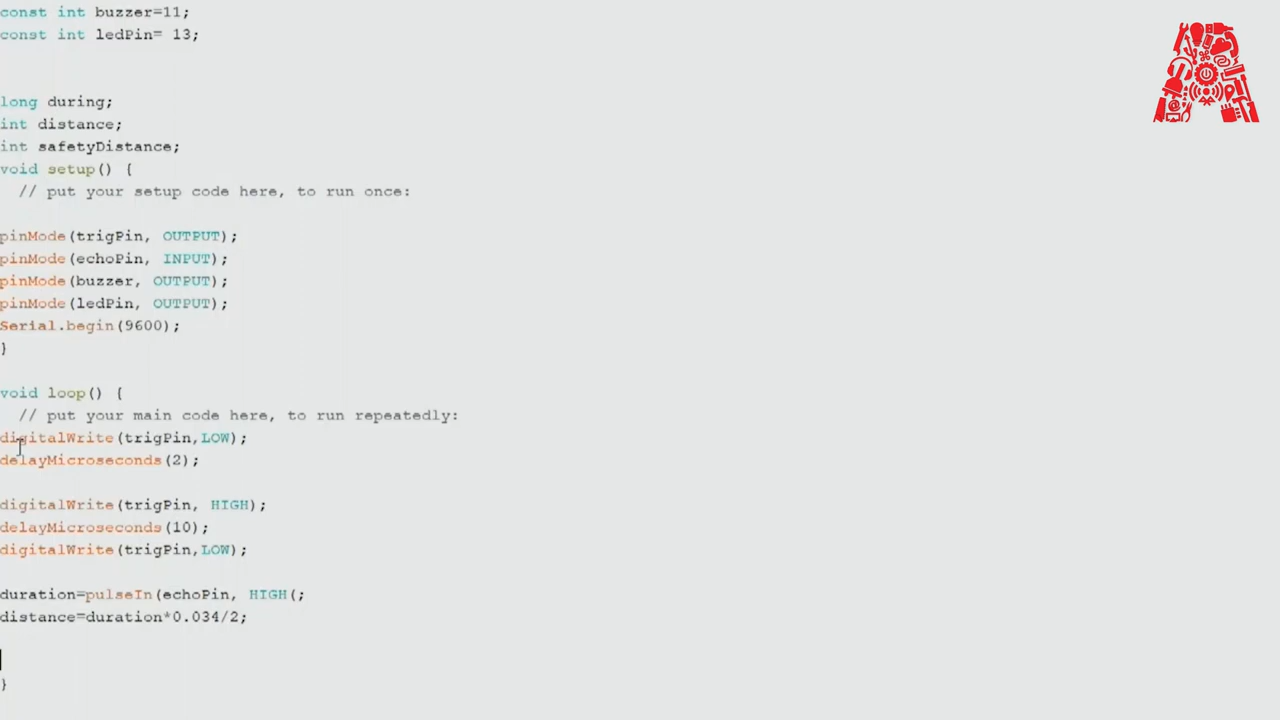 const int buzzer=11;
const int ledPin= 13;
long during;
int distance;
int safetyDistance;
void setup() {
// put your setup code here, to run once:
pinMode(trigPin, OUTPUT);
pinMode(echoPin, INPUT);
pinMode(buzzer, OUTPUT);
pinMode(ledPin, OUTPUT);
Serial.begin(9600);
}
void loop() {
// put your main code here, to run repeatedly:
digitalWrite(trigPin,LOW);
delayMicroseconds(2);
digitalWrite(trigPin, HIGH);
delayMicroseconds(10);
digitalWrite(trigPin,LOW);
duration=pulseIn(echoPin, HIGH(;
distance=duration*0.034/2;
}